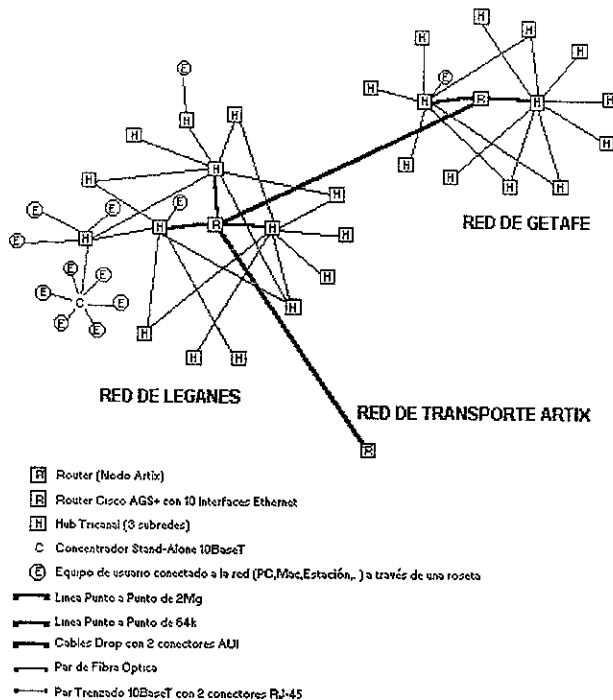 RED DE GETAFE
RED DE LEGANES
RED DE TRANSPORTE ARTIX
R Router (Nodo Artix)
R Router Cisco AGS+ con 10 Interfaces Ethernet
H Hub Tricanal (3 subredes)
C Concentrador Stand-Alone 10BaseT
E Equipo de usuario conectado a la red (PC,Mac,Estación,. ) a través de una roseta
Linea Punto a Punto de 2Mg
Linea Punto a Punto de 64k
Cables Drop con 2 conectores AUI
Par de Fibra Optica
Par Trenzado 10BaseT con 2 conectores RJ-45